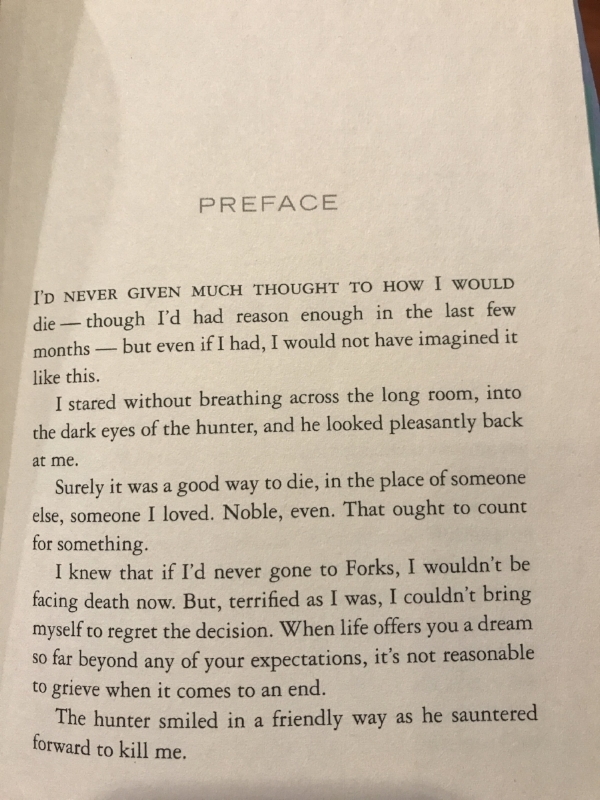 PREFACE
I'D NEVER GIVEN MUCH THOUGHT TO HOW I WOULD
die — though I'd had reason enough in the last few
months — but even if I had, I would not have imagined it
like this.
I stared without breathing across the long room, into
the dark eyes of the hunter, and he looked pleasantly back
at me.
Surely it was a good way to die, in the place of someone
else, someone I loved. Noble, even. That ought to count
for something.
I knew that if I'd never gone to Forks, I wouldn't be
facing death now. But, terrified as I was, I couldn't bring
myself to regret the decision. When life offers you a dream
so far beyond any of your expectations, it's not reasonable
to grieve when it comes to an end.
The hunter smiled in a friendly way as he sauntered
forward to kill me.